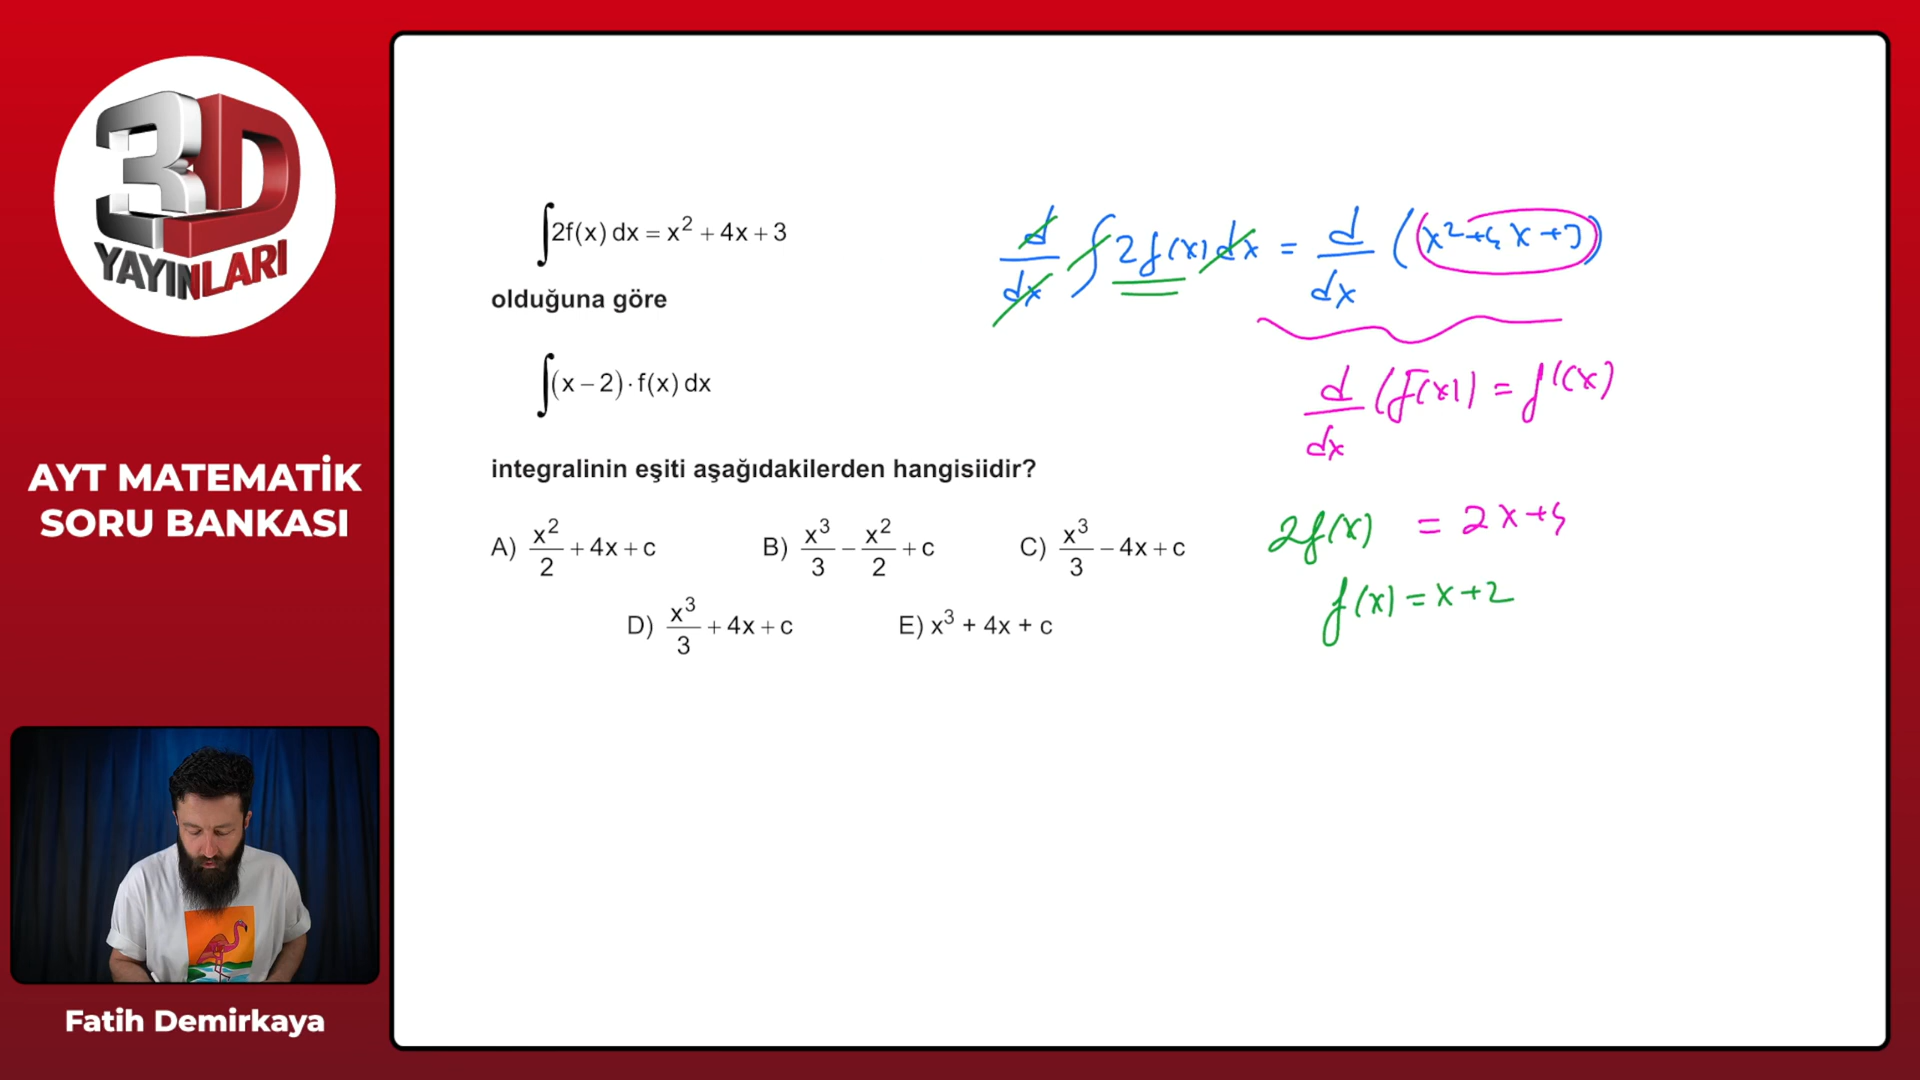 3D
YAYINLARI
AYT MATEMATİK
SORU BANKASI
Fatih Demirkaya
∫2f(x) dx = x² + 4x + 3
olduğuna göre
∫(x – 2) · f(x) dx
integralinin eşiti aşağıdakilerden hangisiidir?
A) x²/2 + 4x + c B) x³/3 – x²/2 + c C) x³/3 – 4x + c
D) x³/3 + 4x + c E) x³ + 4x + c
d/dx ∫2f(x)dx = d/dx (x²+4x+3)
d/dx (f(x)) = f'(x)
2f(x) = 2x+4
f(x) = x+2